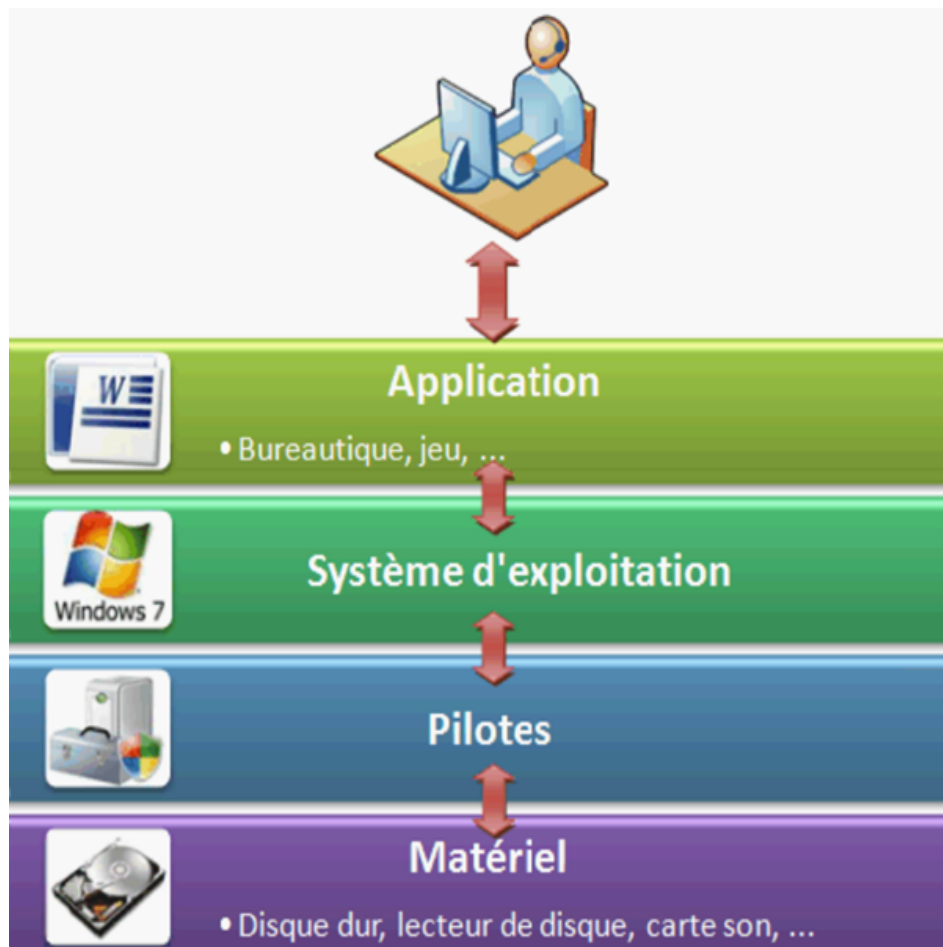 Application
W
• Bureautique, jeu, ...
Système d'exploitation
Windows 7
Pilotes
Matériel
• Disque dur, lecteur de disque, carte son, ...